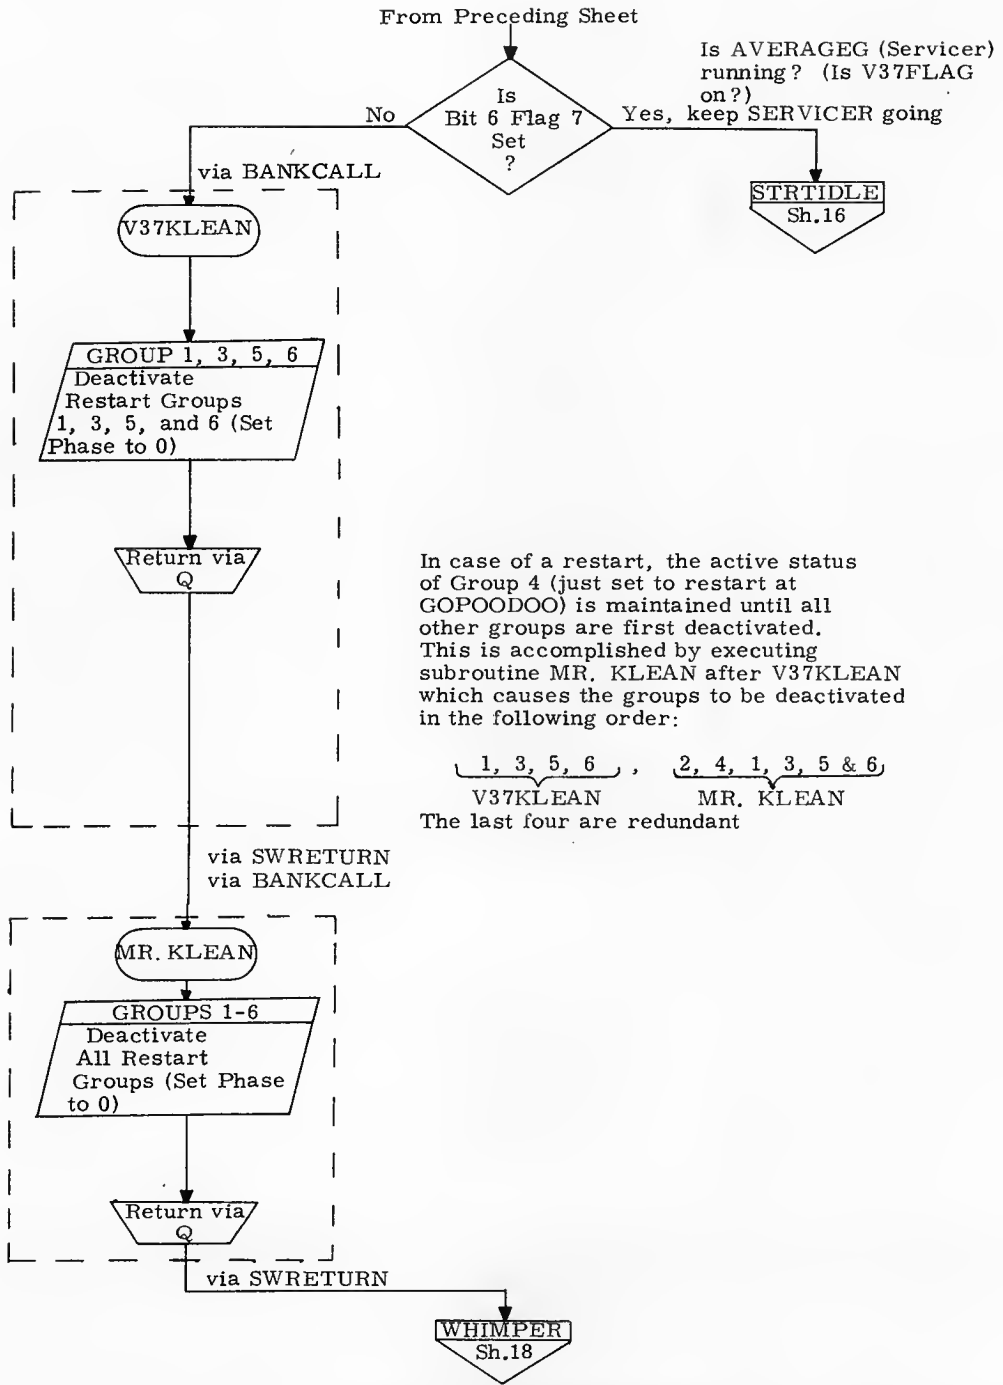 From Preceding Sheet
Is AVERAGEG (Servicer)
running? (Is V37FLAG
on?)
Is
Bit 6 Flag 7
Set
?
No
Yes, keep SERVICER going
via BANKCALL
STRTIDLE
Sh.16
V37KLEAN
GROUP 1, 3, 5, 6
Deactivate
Restart Groups
1, 3, 5, and 6 (Set
Phase to 0)
Return via
Q
In case of a restart, the active status
of Group 4 (just set to restart at
GOPOODOO) is maintained until all
other groups are first deactivated.
This is accomplished by executing
subroutine MR. KLEAN after V37KLEAN
which causes the groups to be deactivated
in the following order:
1, 3, 5, 6 , 2, 4, 1, 3, 5 & 6
V37KLEAN MR. KLEAN
The last four are redundant
via SWRETURN
via BANKCALL
MR. KLEAN
GROUPS 1-6
Deactivate
All Restart
Groups (Set Phase
to 0)
Return via
Q
via SWRETURN
WHIMPER
Sh.18